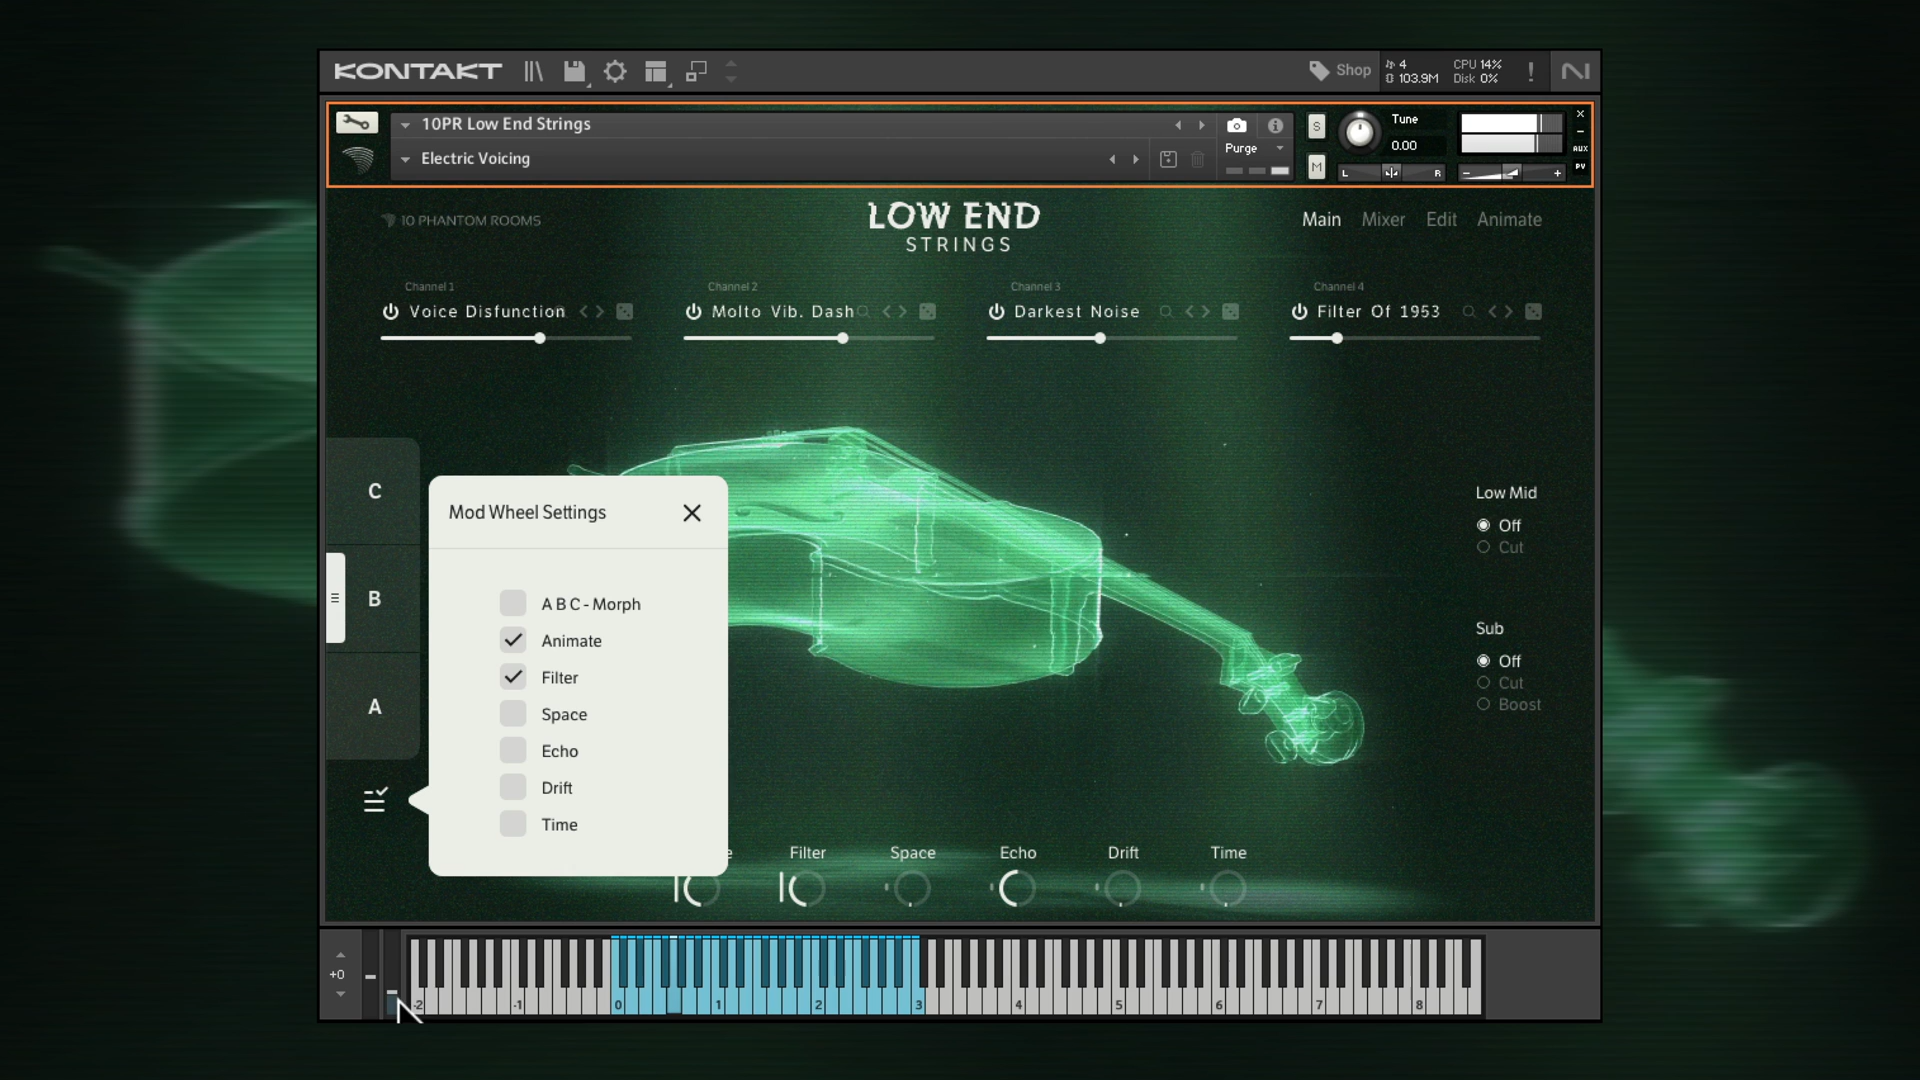 KONTAKT
Shop
4
103.9M
CPU 14%
Disk 0%
!
10PR Low End Strings
Electric Voicing
Purge
S
M
Tune
0.00
L
R
AUX
PV
10 PHANTOM ROOMS
LOW END
STRINGS
Main
Mixer
Edit
Animate
Channel 1
Voice Disfunction
Channel 2
Molto Vib. Dash
Channel 3
Darkest Noise
Channel 4
Filter Of 1953
C
B
A
Mod Wheel Settings
A B C - Morph
Animate
Filter
Space
Echo
Drift
Time
Low Mid
Off
Cut
Sub
Off
Cut
Boost
e
Filter
Space
Echo
Drift
Time
+0
-2
-1
0
1
2
3
4
5
6
7
8